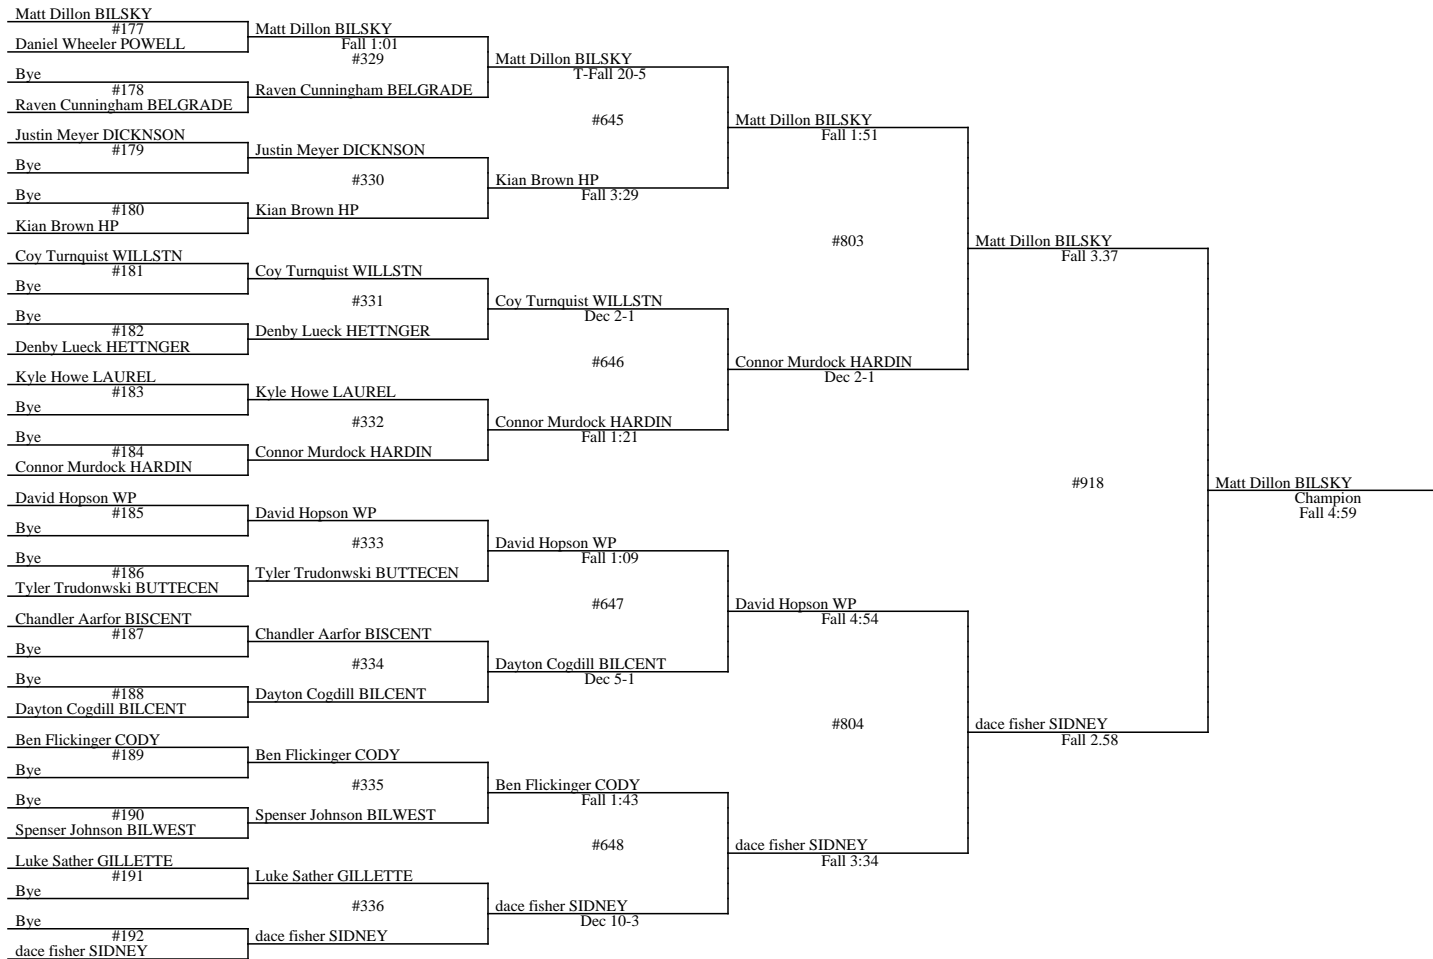 Matt Dillon BILSKY
#177
Daniel Wheeler POWELL
Bye
#178
Raven Cunningham BELGRADE
Justin Meyer DICKNSON
#179
Bye
Bye
#180
Kian Brown HP
Coy Turnquist WILLSTN
#181
Bye
Bye
#182
Denby Lueck HETTNGER
Kyle Howe LAUREL
#183
Bye
Bye
#184
Connor Murdock HARDIN
David Hopson WP
#185
Bye
Bye
#186
Tyler Trudonwski BUTTECEN
Chandler Aarfor BISCENT
#187
Bye
Bye
#188
Dayton Cogdill BILCENT
Ben Flickinger CODY
#189
Bye
Bye
#190
Spenser Johnson BILWEST
Luke Sather GILLETTE
#191
Bye
Bye
#192
dace fisher SIDNEY
Matt Dillon BILSKY
Fall 1:01
#329
Raven Cunningham BELGRADE
Justin Meyer DICKNSON
#330
Kian Brown HP
Coy Turnquist WILLSTN
#331
Denby Lueck HETTNGER
Kyle Howe LAUREL
#332
Connor Murdock HARDIN
David Hopson WP
#333
Tyler Trudonwski BUTTECEN
Chandler Aarfor BISCENT
#334
Dayton Cogdill BILCENT
Ben Flickinger CODY
#335
Spenser Johnson BILWEST
Luke Sather GILLETTE
#336
dace fisher SIDNEY
Matt Dillon BILSKY
T-Fall 20-5
#645
Kian Brown HP
Fall 3:29
Coy Turnquist WILLSTN
Dec 2-1
#646
Connor Murdock HARDIN
Fall 1:21
David Hopson WP
Fall 1:09
#647
Dayton Cogdill BILCENT
Dec 5-1
Ben Flickinger CODY
Fall 1:43
#648
dace fisher SIDNEY
Dec 10-3
Matt Dillon BILSKY
Fall 1:51
#803
Connor Murdock HARDIN
Dec 2-1
David Hopson WP
Fall 4:54
#804
dace fisher SIDNEY
Fall 3:34
Matt Dillon BILSKY
Fall 3.37
#918
dace fisher SIDNEY
Fall 2.58
Matt Dillon BILSKY
Champion
Fall 4:59